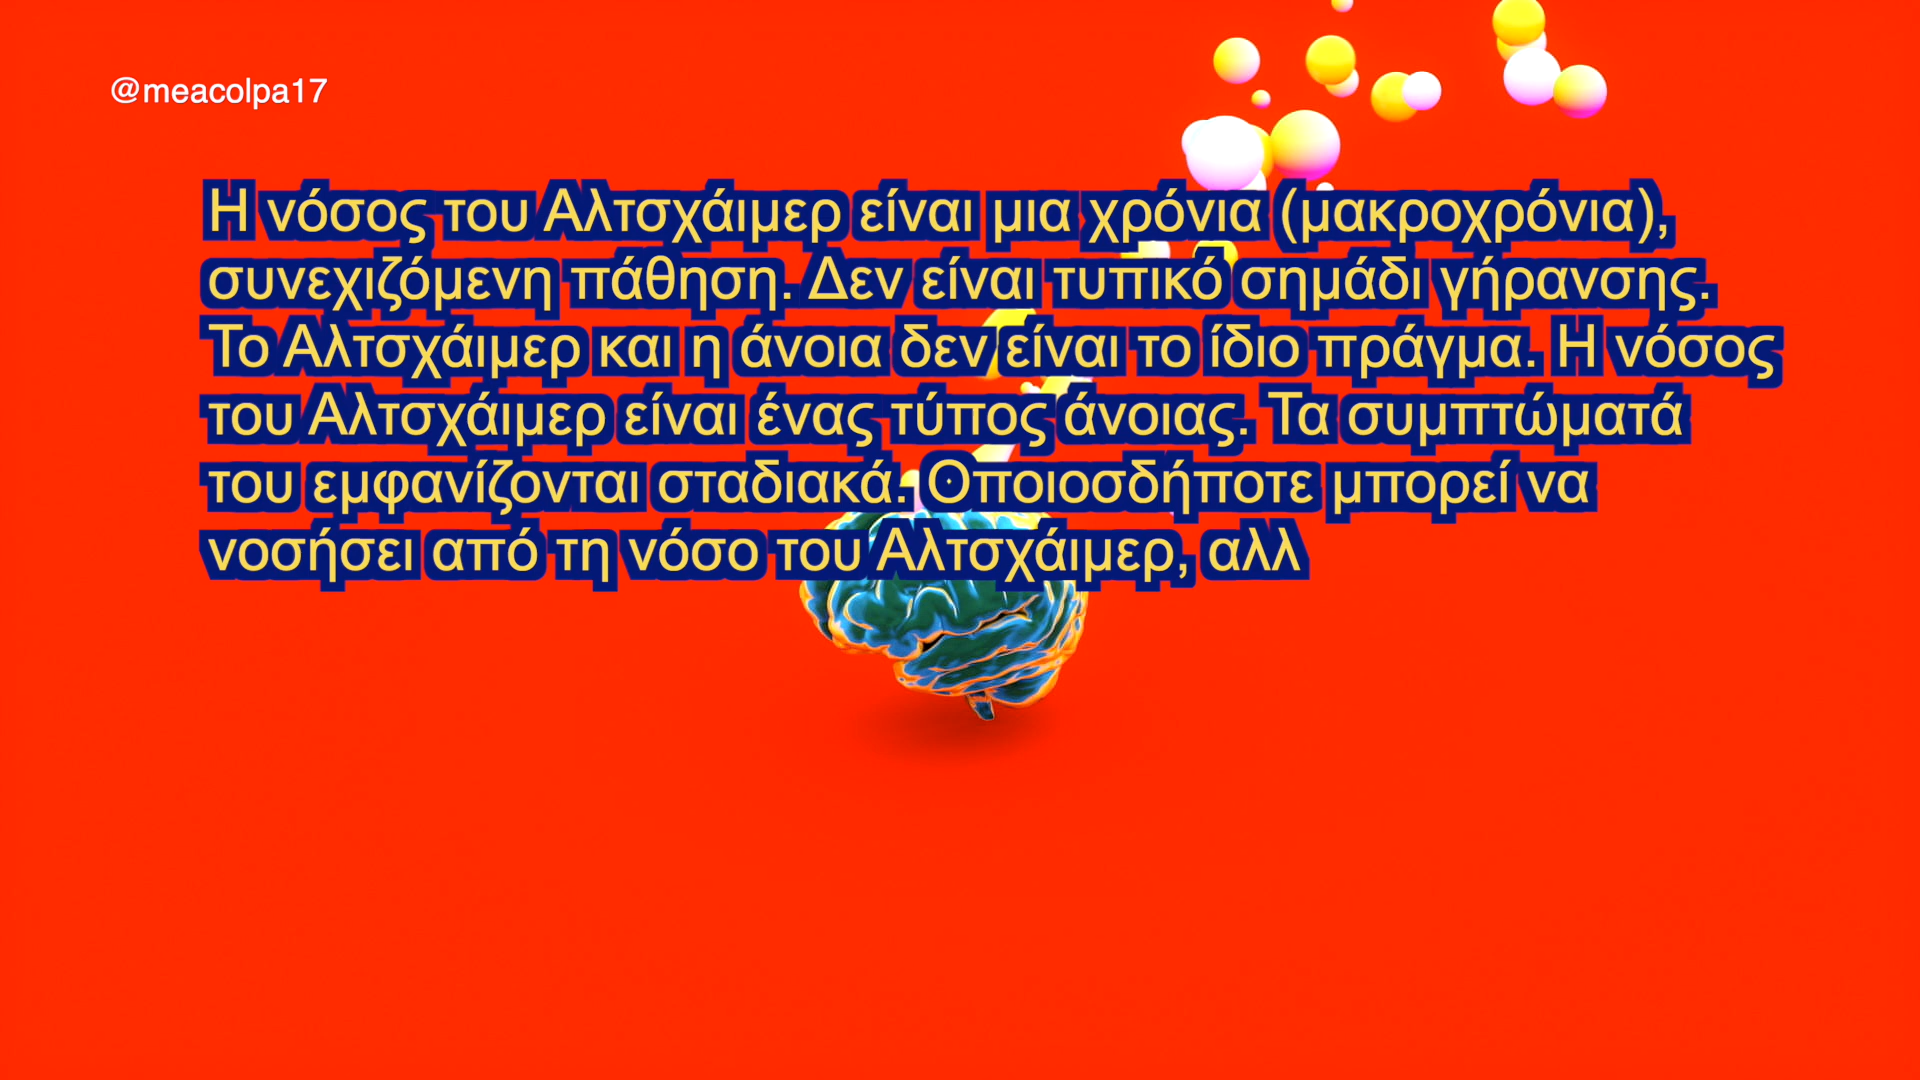 @meacolpa17
Η νόσος του Αλτσχάιμερ είναι μια χρόνια (μακροχρόνια),
συνεχιζόμενη πάθηση. Δεν είναι τυπικό σημάδι γήρανσης.
Το Αλτσχάιμερ και η άνοια δεν είναι το ίδιο πράγμα. Η νόσος
του Αλτσχάιμερ είναι ένας τύπος άνοιας. Τα συμπτώματά
του εμφανίζονται σταδιακά. Οποιοσδήποτε μπορεί να
νοσήσει από τη νόσο του Αλτσχάιμερ, αλλ